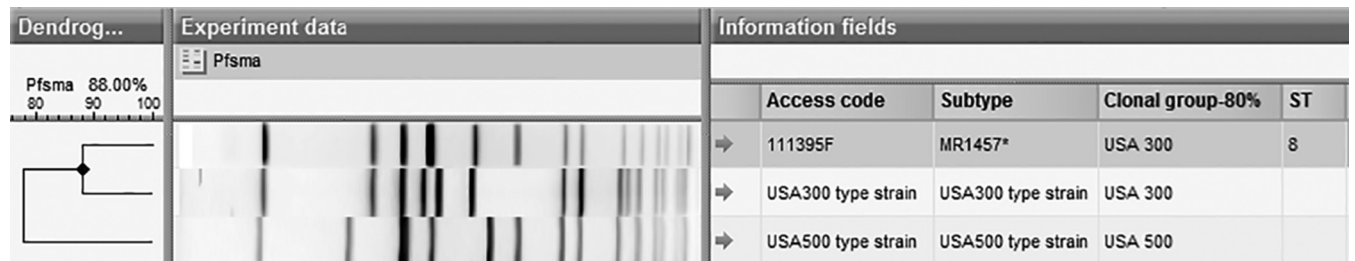 Dendrog... Experiment data Information fields
Pfsma
Pfsma 88.00%
80 90 100
Access code Subtype Clonal group-80% ST
111395F MR1457* USA 300 8
USA300 type strain USA300 type strain USA 300
USA500 type strain USA500 type strain USA 500